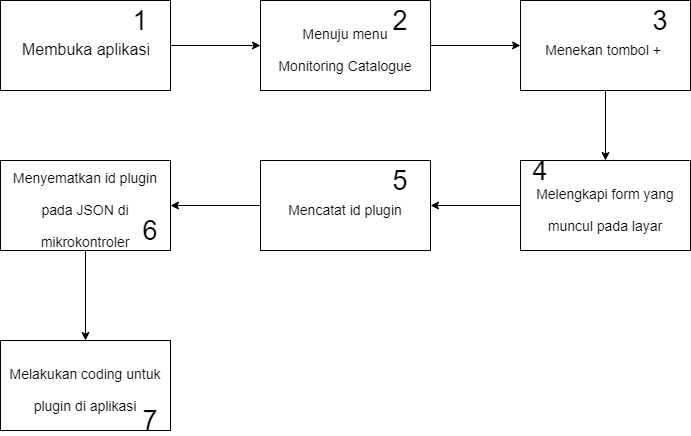 1
Membuka aplikasi
2
Menuju menu
Monitoring Catalogue
3
Menekan tombol +
4
Melengkapi form yang
muncul pada layar
5
Mencatat id plugin
Menyematkan id plugin
pada JSON di
mikrokontroler
6
Melakukan coding untuk
plugin di aplikasi
7